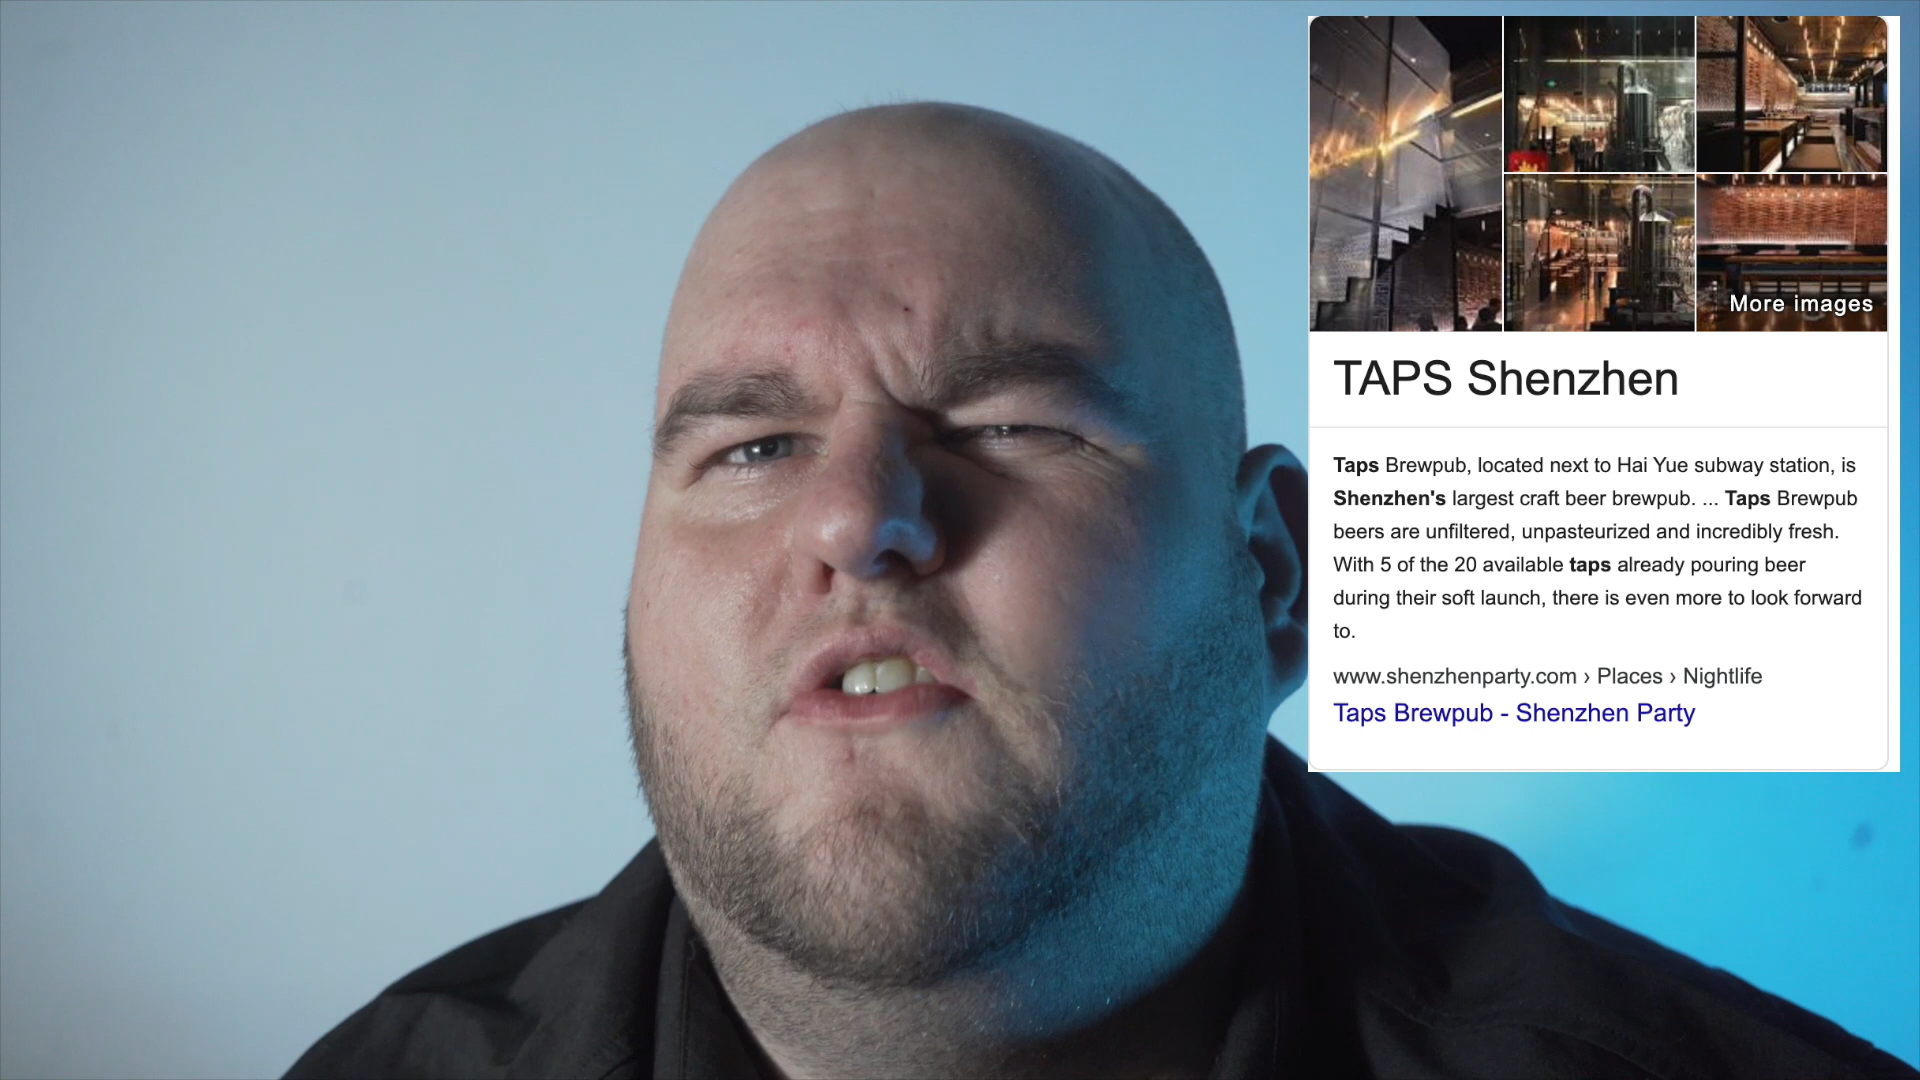 More images
TAPS Shenzhen
Taps Brewpub, located next to Hai Yue subway station, is
Shenzhen's largest craft beer brewpub. ... Taps Brewpub
beers are unfiltered, unpasteurized and incredibly fresh.
With 5 of the 20 available taps already pouring beer
during their soft launch, there is even more to look forward
to.
www.shenzhenparty.com › Places › Nightlife
Taps Brewpub - Shenzhen Party